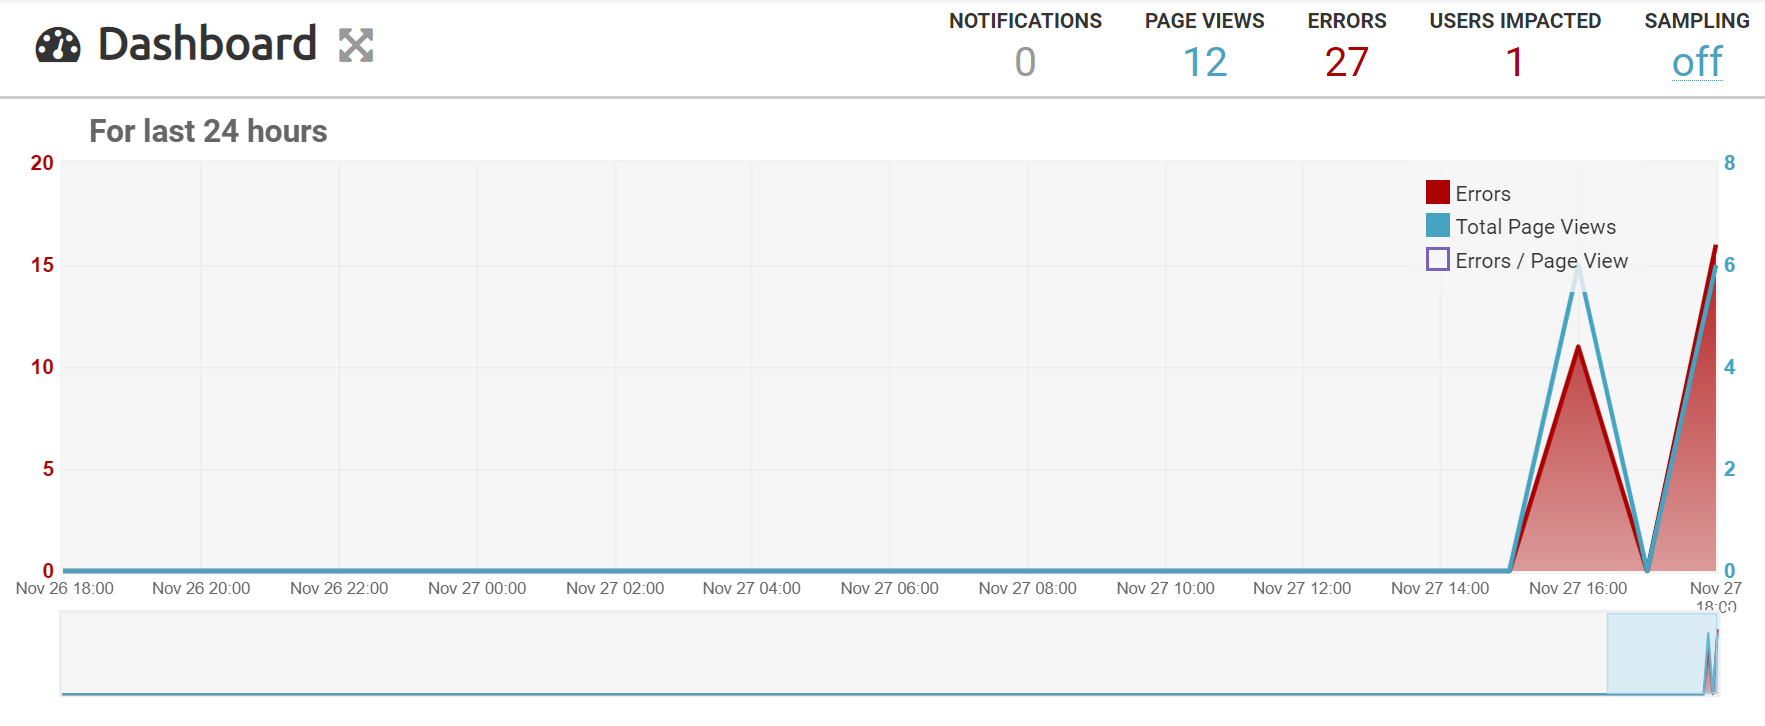 Dashboard
NOTIFICATIONS PAGE VIEWS ERRORS USERS IMPACTED SAMPLING
0 12 27 1 off
For last 24 hours
20 8
Errors
Total Page Views
15 Errors / Page View 6
10 4
5 2
0 0
Nov 26 18:00 Nov 26 20:00 Nov 26 22:00 Nov 27 00:00 Nov 27 02:00 Nov 27 04:00 Nov 27 06:00 Nov 27 08:00 Nov 27 10:00 Nov 27 12:00 Nov 27 14:00 Nov 27 16:00 Nov 27
18:00